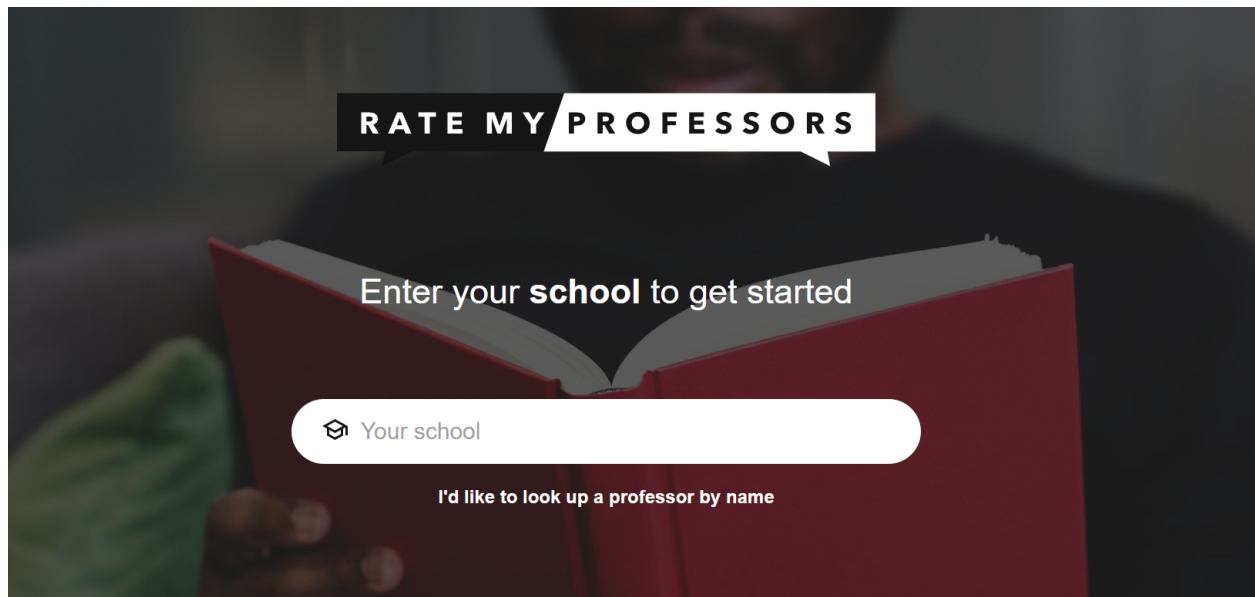 RATE MY PROFESSORS
Enter your school to get started
Your school
I'd like to look up a professor by name